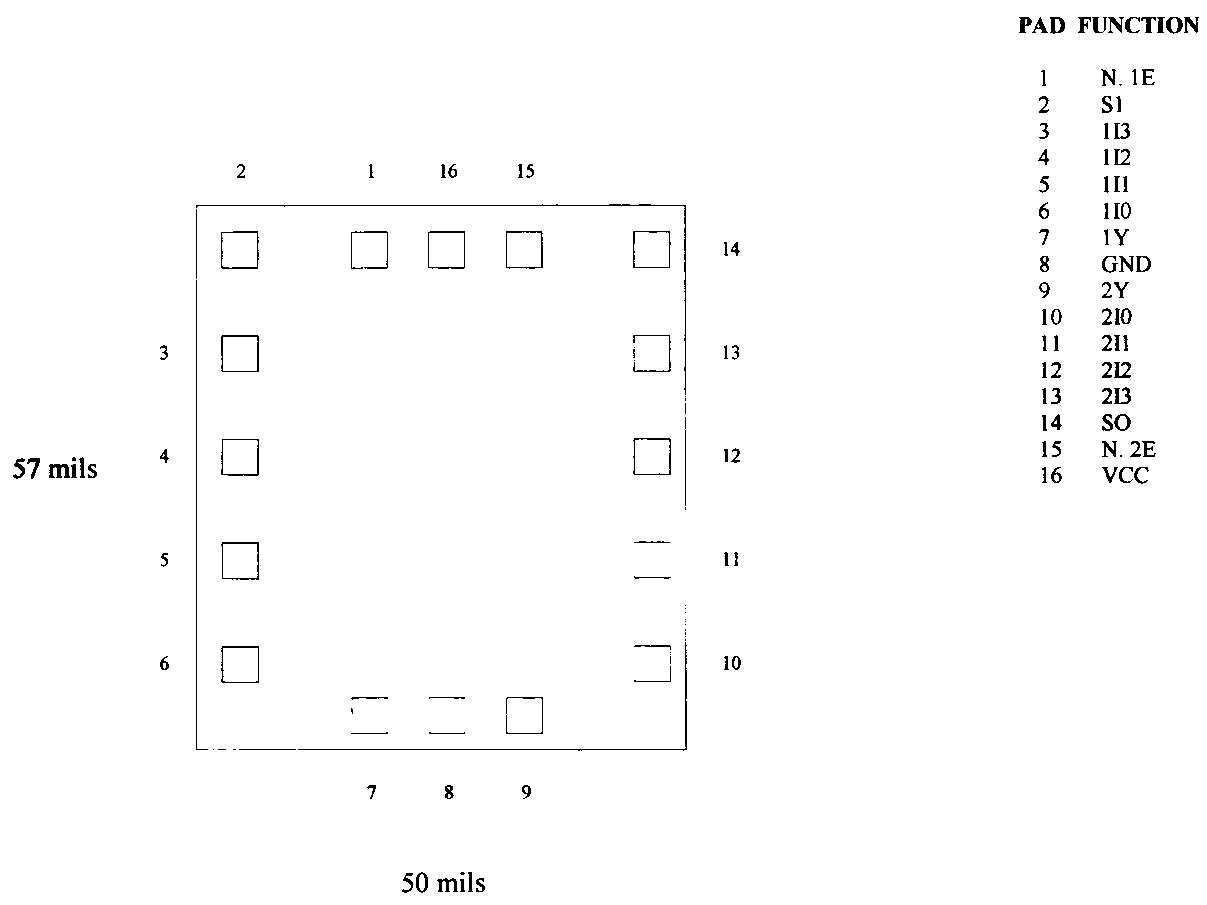 PAD FUNCTION
1 N. 1E
2 S1
3 1I3
4 1I2
5 1I1
6 1I0
7 1Y
8 GND
9 2Y
10 2I0
11 2I1
12 2I2
13 2I3
14 SO
15 N. 2E
16 VCC
2 1 16 15
14
3 13
4 12
57 mils
5 11
6 10
7 8 9
50 mils